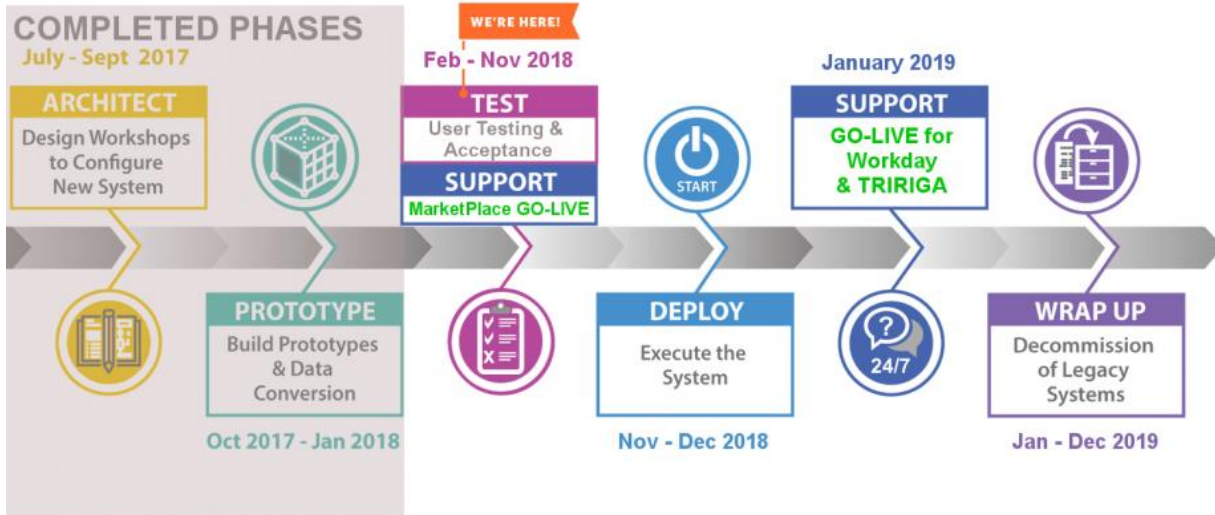 COMPLETED PHASES
July - Sept 2017
ARCHITECT
Design Workshops
to Configure
New System
PROTOTYPE
Build Prototypes
& Data
Conversion
Oct 2017 - Jan 2018
WE'RE HERE!
Feb - Nov 2018
TEST
User Testing &
Acceptance
SUPPORT
MarketPlace GO-LIVE
START
DEPLOY
Execute the
System
Nov - Dec 2018
January 2019
SUPPORT
GO-LIVE for
Workday
& TRIRIGA
?
24/7
WRAP UP
Decommission
of Legacy
Systems
Jan - Dec 2019